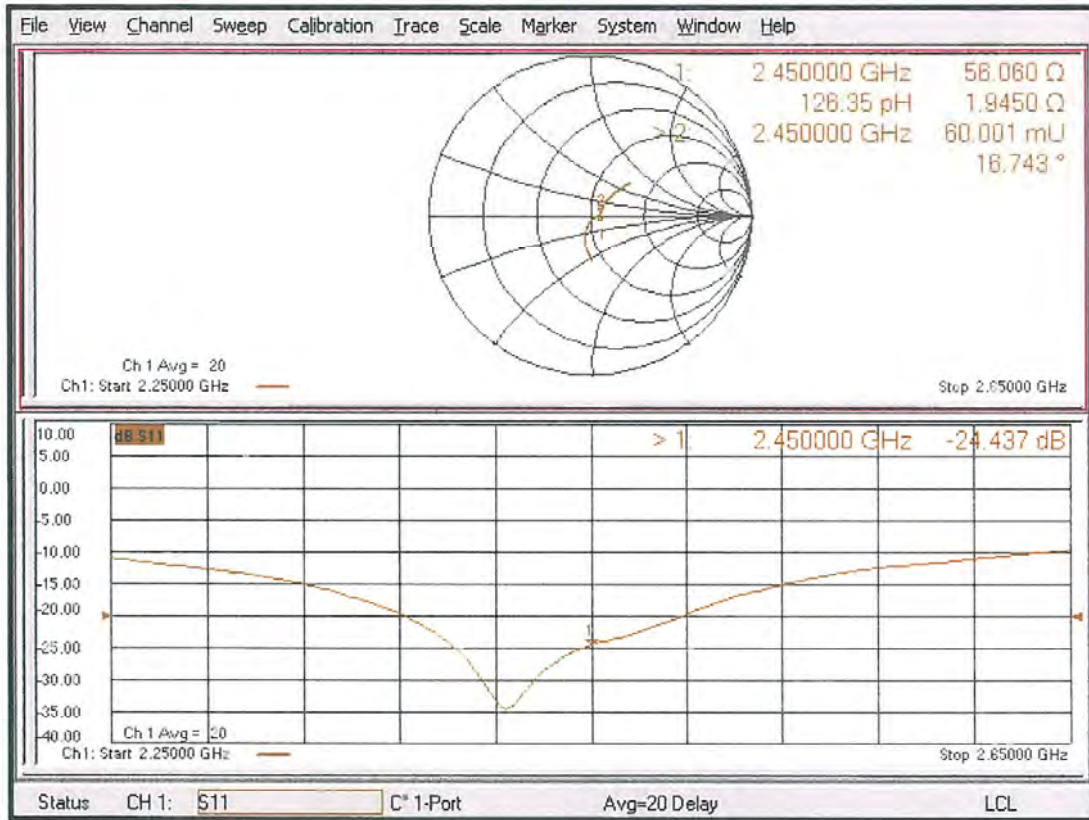 File View Channel Sweep Calibration Trace Scale Marker System Window Help
1: 2.450000 GHz 56.060 Ω
126.35 pH 1.9450 Ω
> 2: 2.450000 GHz 60.001 mU
16.743 °
Ch 1 Avg = 20
Ch1: Start 2.25000 GHz
Stop 2.65000 GHz
dB S11
> 1: 2.450000 GHz -24.437 dB
10.00
5.00
0.00
-5.00
-10.00
-15.00
-20.00
-25.00
-30.00
-35.00
-40.00
1
Ch 1 Avg = 20
Ch1: Start 2.25000 GHz
Stop 2.65000 GHz
Status CH 1: S11 C* 1-Port Avg=20 Delay LCL